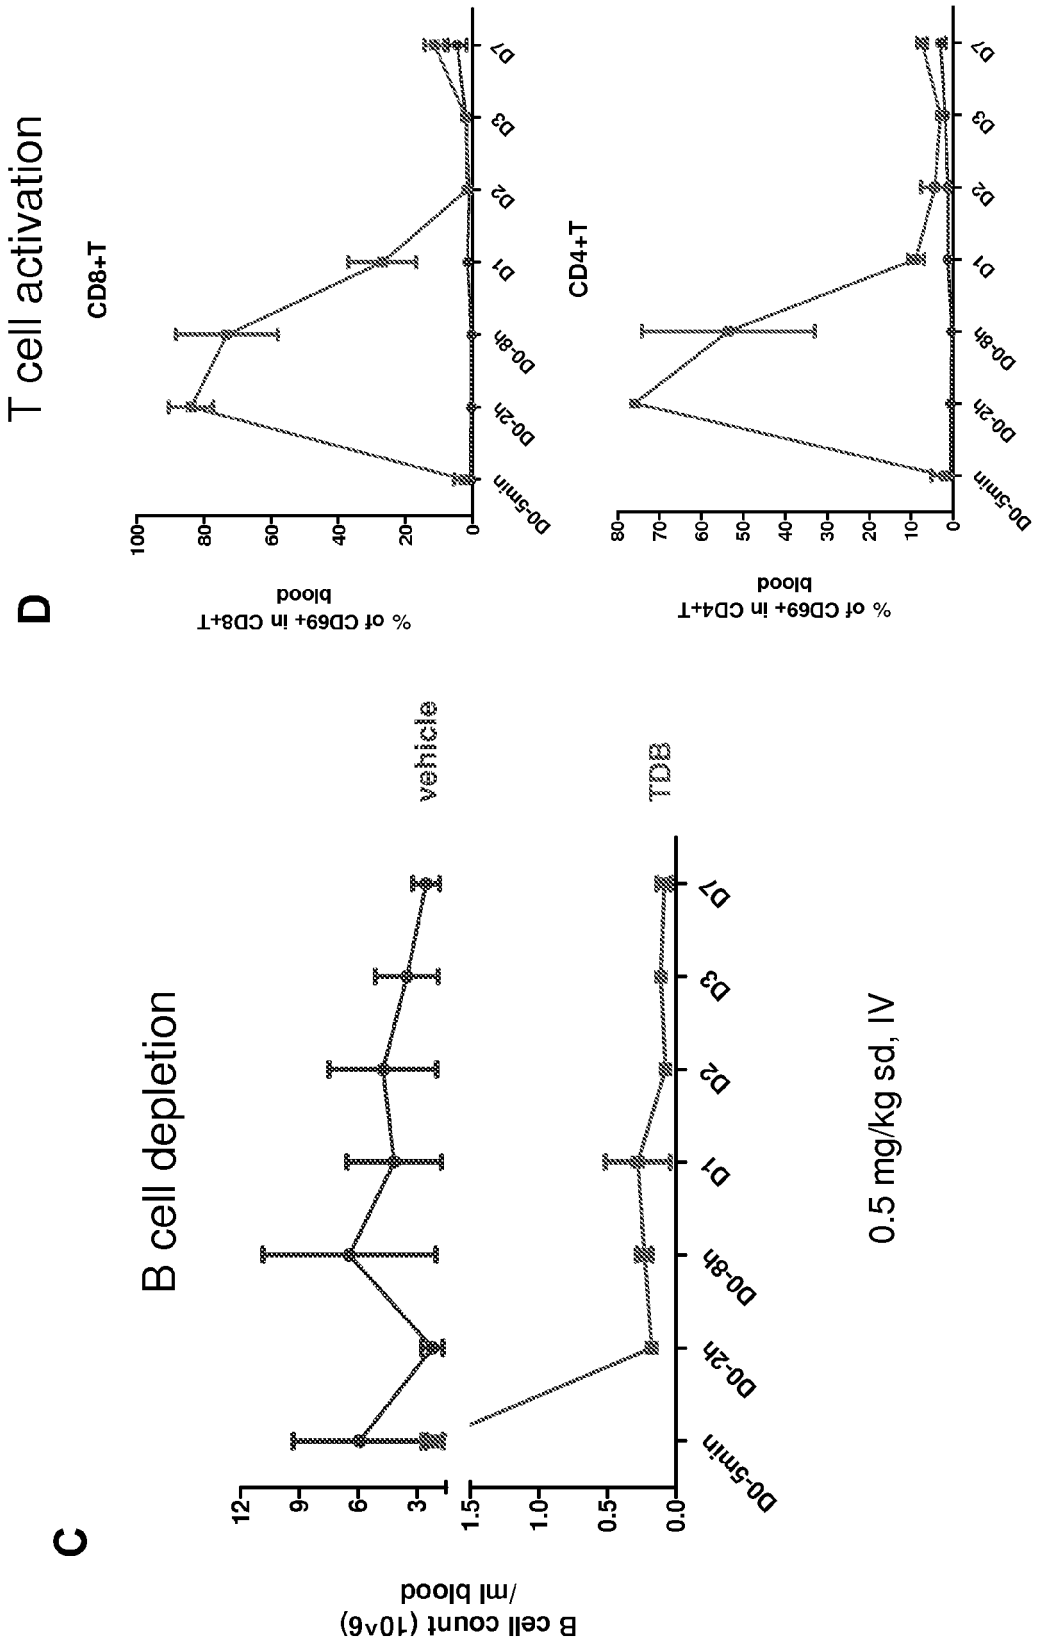 C
B cell depletion
B cell count (10^6)
/ml blood
12
9
6
3
1.5
1.0
0.5
0.0
D0-5min
D0-2h
D0-8h
D1
D2
D3
D7
vehicle
TDB
0.5 mg/kg sd, IV
D
T cell activation
CD8+T
% of CD69+ in CD8+T
blood
100
80
60
40
20
0
D0-5min
D0-2h
D0-8h
D1
D2
D3
D7
CD4+T
% of CD69+ in CD4+T
blood
80
70
60
50
40
30
20
10
0
D0-5min
D0-2h
D0-8h
D1
D2
D3
D7